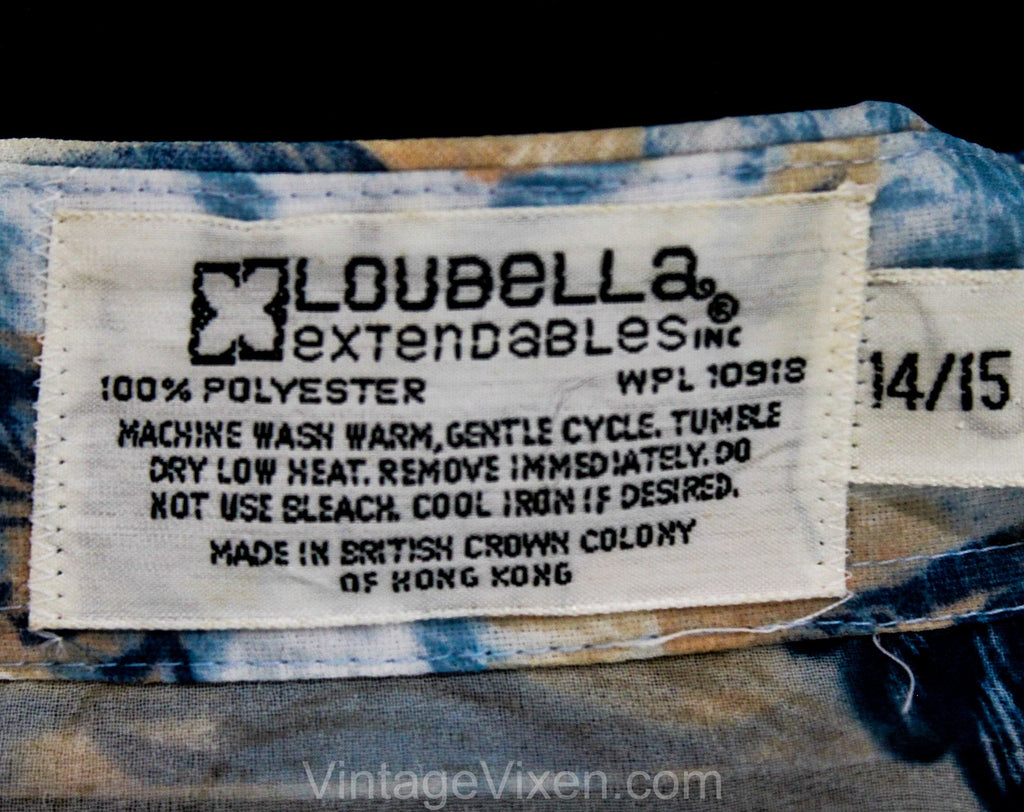 LOUBELLA®
EXTENDABLES INC
100% POLYESTER WPL 10918
MACHINE WASH WARM, GENTLE CYCLE. TUMBLE
DRY LOW HEAT. REMOVE IMMEDIATELY. DO
NOT USE BLEACH. COOL IRON IF DESIRED.
MADE IN BRITISH CROWN COLONY
OF HONG KONG
14/15
VintageVixen.com